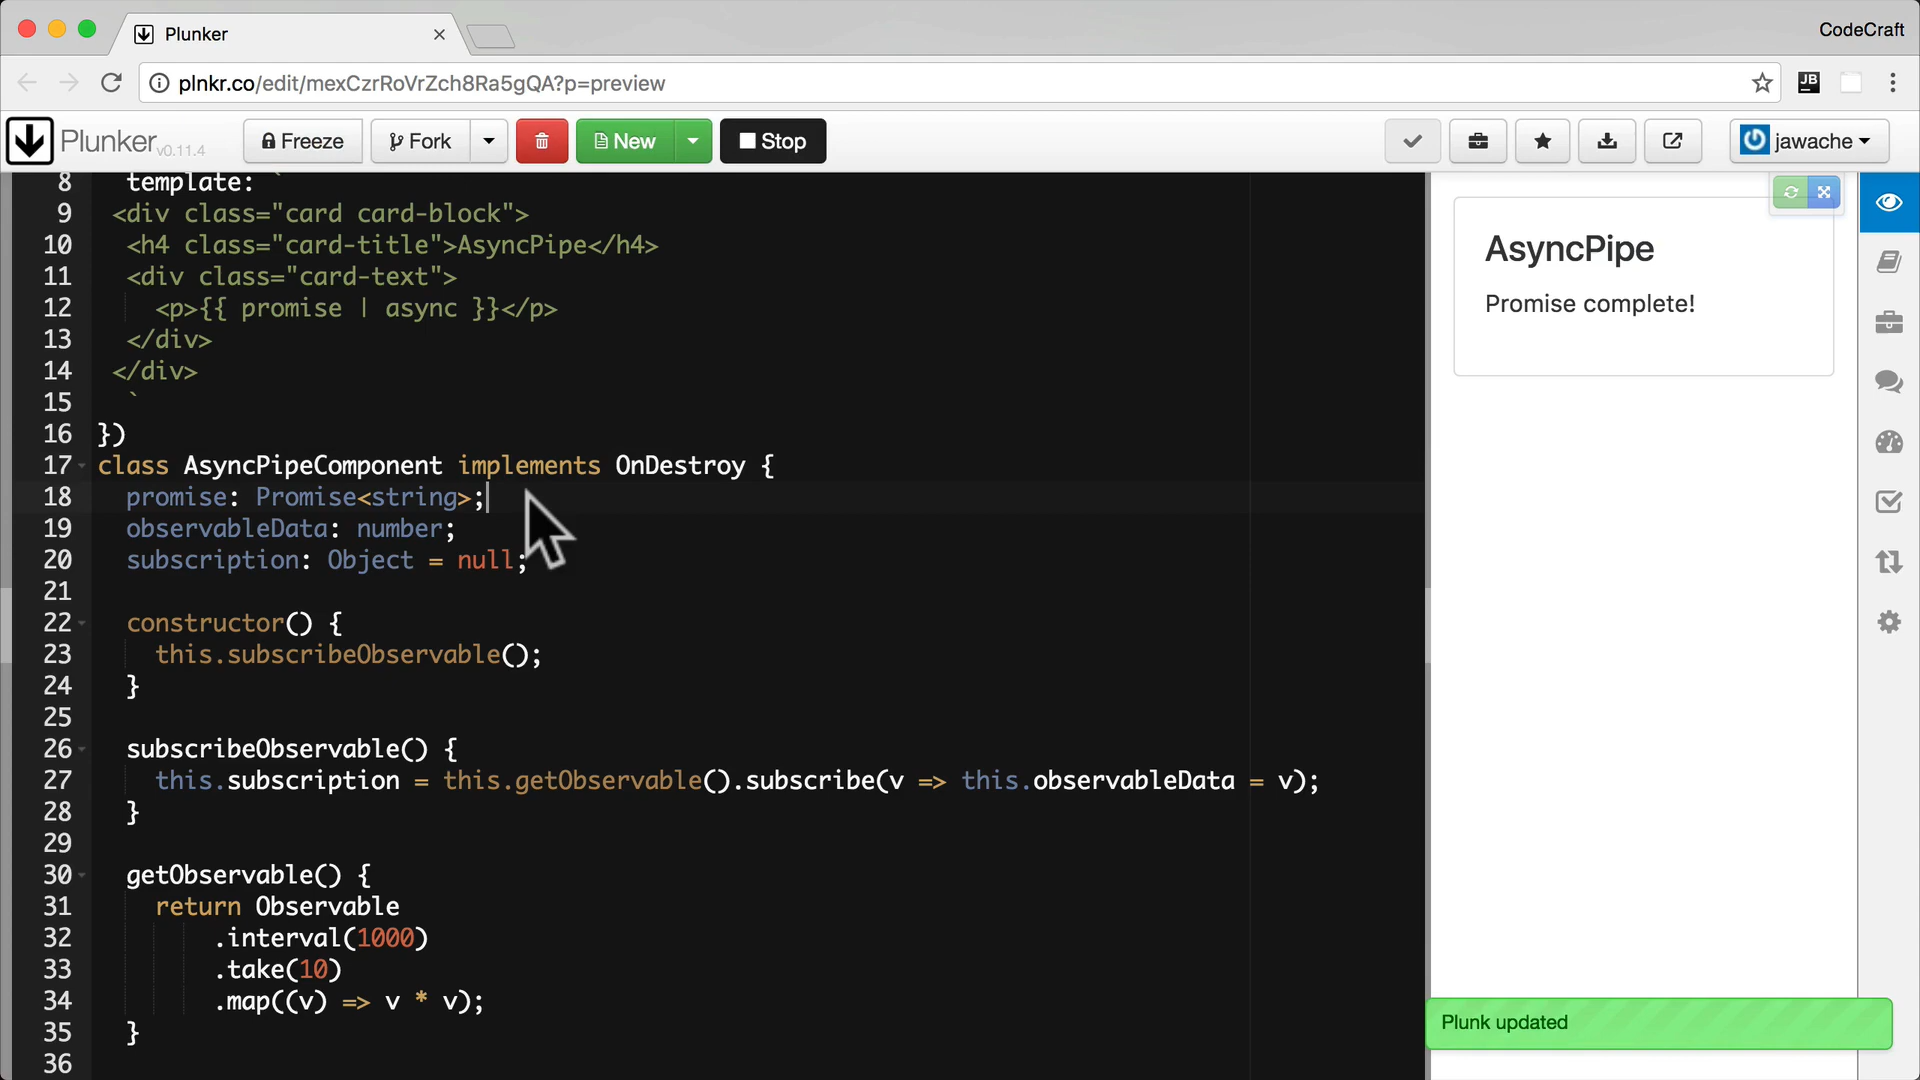 Plunker
CodeCraft
plnkr.co/edit/mexCzrRoVrZch8Ra5gQA?p=preview
JB
Plunker v0.11.4
Freeze
Fork
New
Stop
jawache
8 template: `
9 <div class="card card-block">
10 <h4 class="card-title">AsyncPipe</h4>
11 <div class="card-text">
12 <p>{{ promise | async }}</p>
13 </div>
14 </div>
15 `
16 })
17 class AsyncPipeComponent implements OnDestroy {
18 promise: Promise<string>;
19 observableData: number;
20 subscription: Object = null;
21
22 constructor() {
23 this.subscribeObservable();
24 }
25
26 subscribeObservable() {
27 this.subscription = this.getObservable().subscribe(v => this.observableData = v);
28 }
29
30 getObservable() {
31 return Observable
32 .interval(1000)
33 .take(10)
34 .map((v) => v * v);
35 }
36
AsyncPipe
Promise complete!
Plunk updated